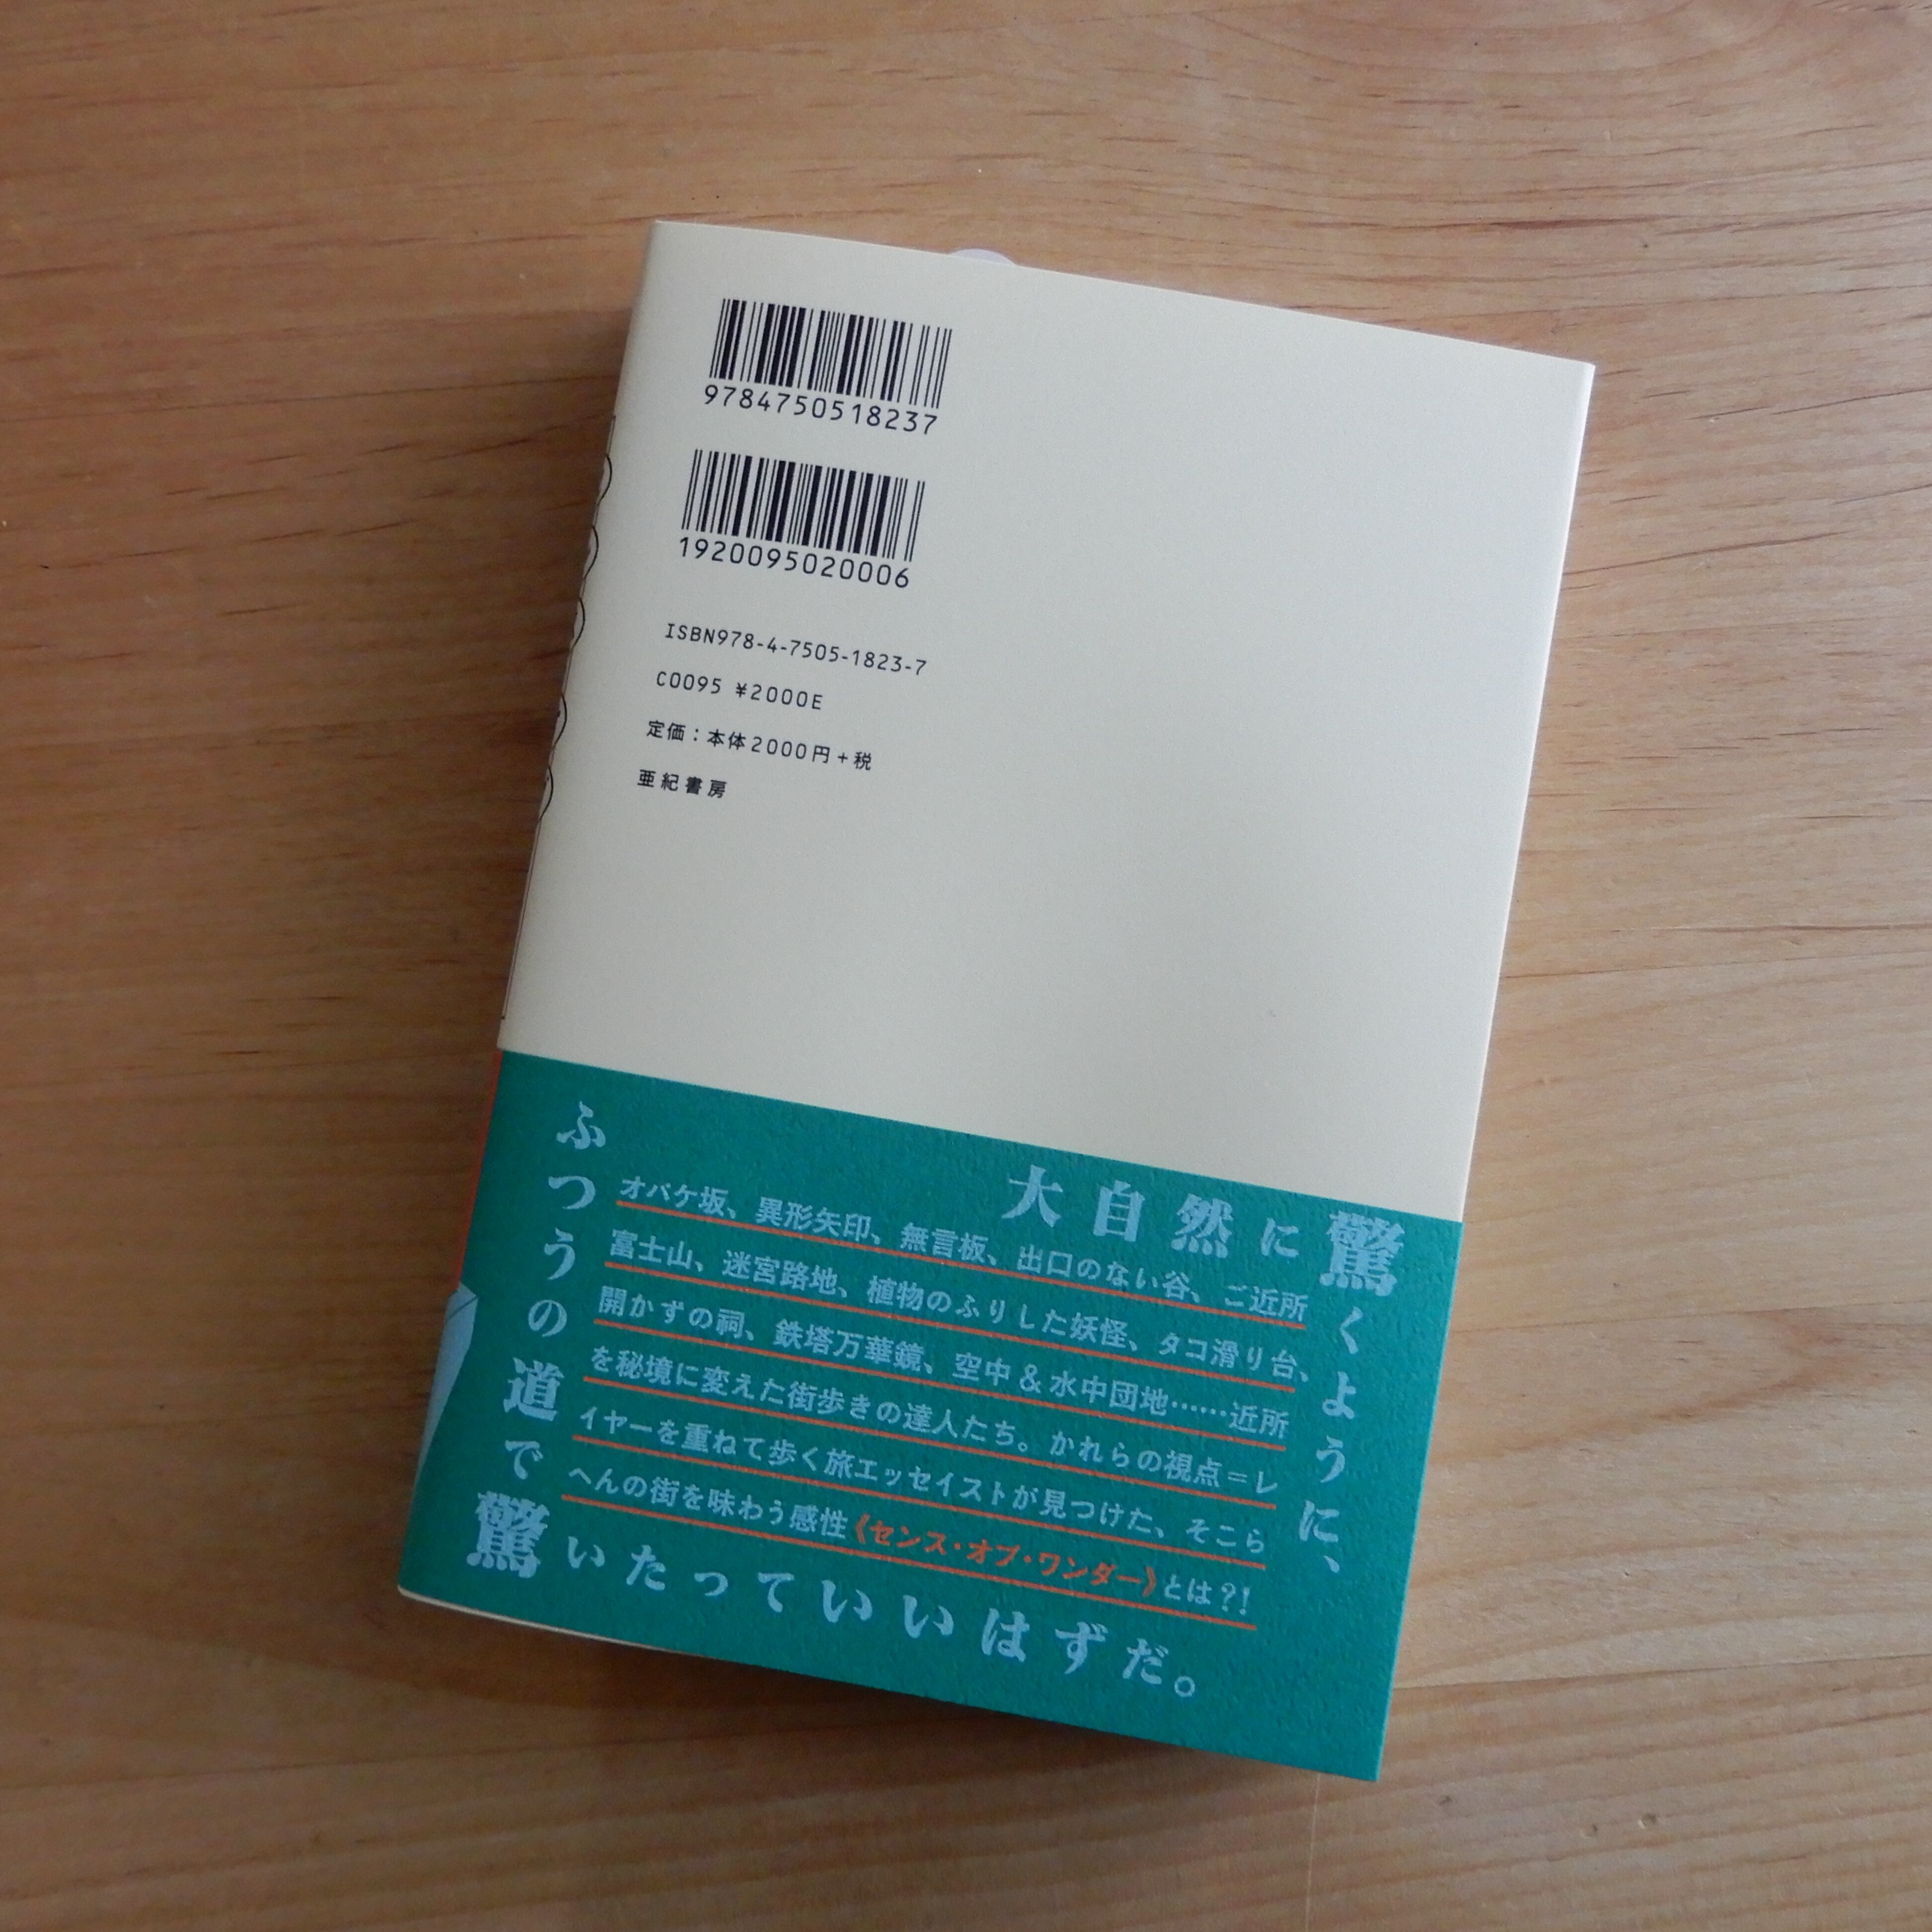 9784750518237
1920095020006
ISBN978-4-7505-1823-7
C0095 ¥2000E
定価：本体2000円+税
亜紀書房
大自然に驚くように、
ふつうの道で驚いたっていいはずだ。
オバケ坂、異形矢印、無言板、出口のない谷、ご近所
富士山、迷宮路地、植物のふりした妖怪、タコ滑り台、
開かずの祠、鉄塔万華鏡、空中&水中団地……近所
を秘境に変えた街歩きの達人たち。かれらの視点＝レ
イヤーを重ねて歩く旅エッセイストが見つけた、そこら
へんの街を味わう感性《センス・オブ・ワンダー》とは?!